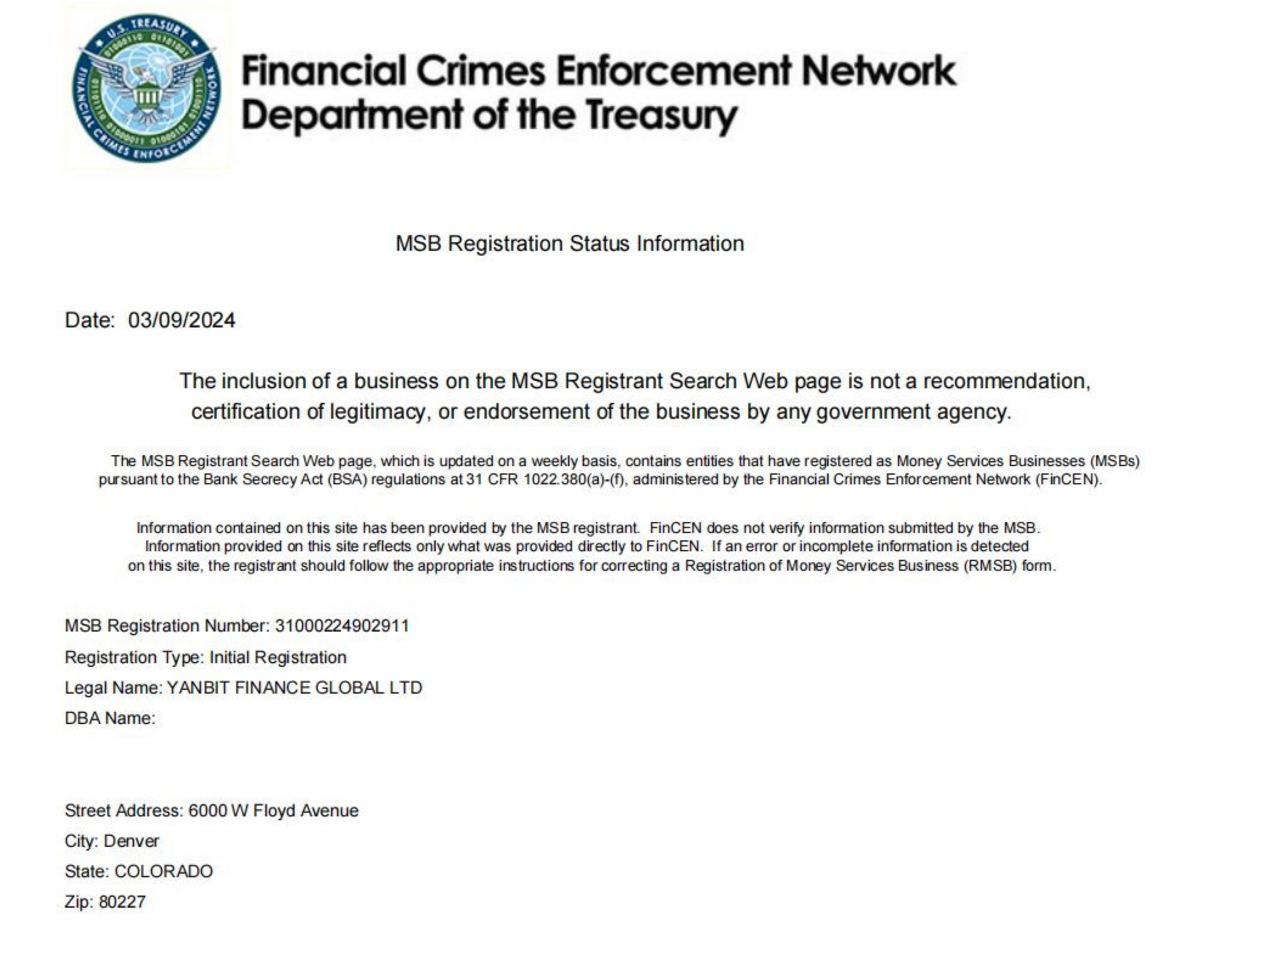 U.S. TREASURY
FINANCIAL CRIMES ENFORCEMENT NETWORK
Financial Crimes Enforcement Network
Department of the Treasury
MSB Registration Status Information
Date: 03/09/2024
The inclusion of a business on the MSB Registrant Search Web page is not a recommendation,
certification of legitimacy, or endorsement of the business by any government agency.
The MSB Registrant Search Web page, which is updated on a weekly basis, contains entities that have registered as Money Services Businesses (MSBs)
pursuant to the Bank Secrecy Act (BSA) regulations at 31 CFR 1022.380(a)-(f), administered by the Financial Crimes Enforcement Network (FinCEN).
Information contained on this site has been provided by the MSB registrant. FinCEN does not verify information submitted by the MSB.
Information provided on this site reflects only what was provided directly to FinCEN. If an error or incomplete information is detected
on this site, the registrant should follow the appropriate instructions for correcting a Registration of Money Services Business (RMSB) form.
MSB Registration Number: 31000224902911
Registration Type: Initial Registration
Legal Name: YANBIT FINANCE GLOBAL LTD
DBA Name:
Street Address: 6000 W Floyd Avenue
City: Denver
State: COLORADO
Zip: 80227